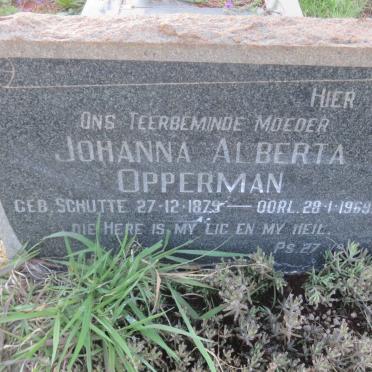 HIER
ONS TEERBEMINDE MOEDER
JOHANNA ALBERTA
OPPERMAN
GEB. SCHUTTE 27-12-1879 — OORL. 28-1-1969
DIE HERE IS MY LIG EN MY HEIL.
PS. 27